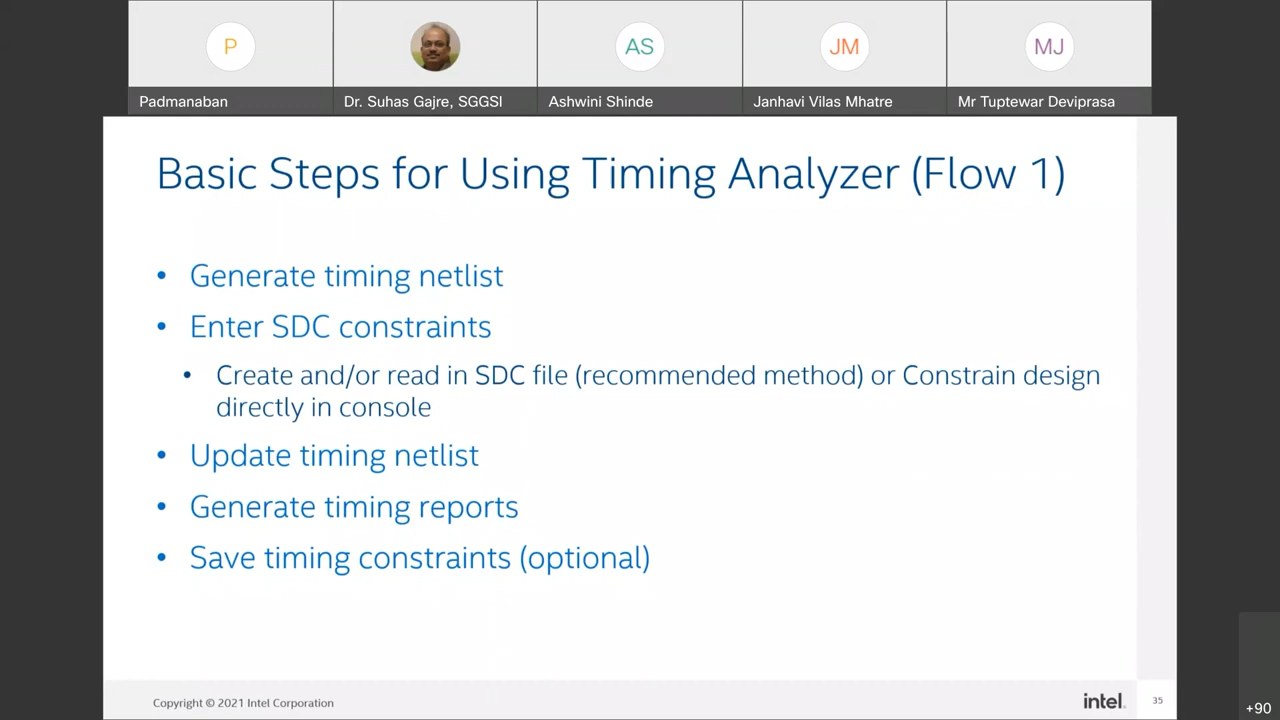 P
AS
JM
MJ
Padmanaban
Dr. Suhas Gajre, SGGSI
Ashwini Shinde
Janhavi Vilas Mhatre
Mr Tuptewar Deviprasa
Basic Steps for Using Timing Analyzer (Flow 1)
• Generate timing netlist
• Enter SDC constraints
• Create and/or read in SDC file (recommended method) or Constrain design
directly in console
• Update timing netlist
• Generate timing reports
• Save timing constraints (optional)
Copyright © 2021 Intel Corporation
intel.
35
+90